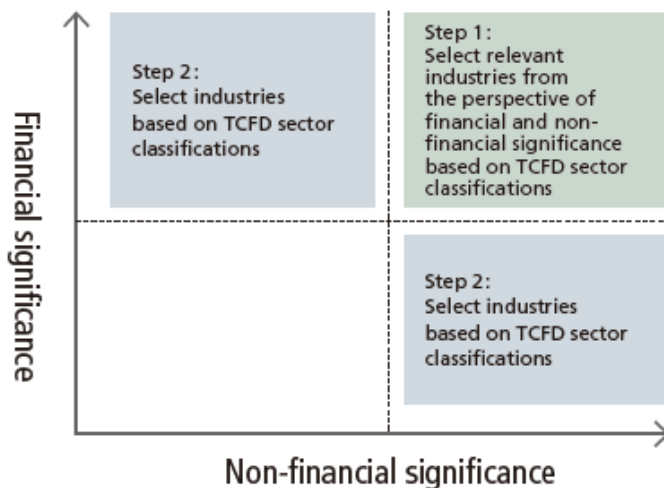 Financial significance
Step 2:
Select industries
based on TCFD sector
classifications
Step 1:
Select relevant
industries from
the perspective of
financial and non-
financial significance
based on TCFD sector
classifications
Step 2:
Select industries
based on TCFD sector
classifications
Non-financial significance